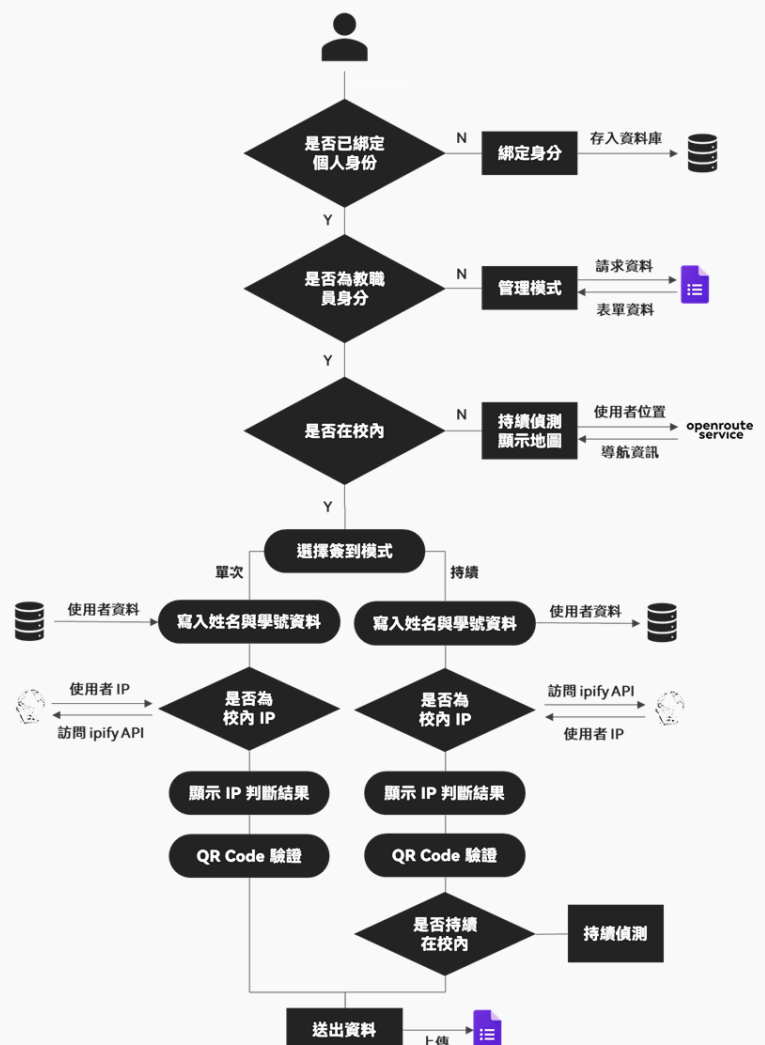 是否已綁定
個人身份
N
綁定身分
存入資料庫
Y
是否為教職
員身分
N
管理模式
請求資料
表單資料
Y
是否在校內
N
持續偵測
顯示地圖
使用者位置
導航資訊
openroute
service
Y
選擇簽到模式
單次
持續
使用者資料
寫入姓名與學號資料
寫入姓名與學號資料
使用者資料
使用者 IP
訪問 ipify API
是否為
校內 IP
是否為
校內 IP
訪問 ipify API
使用者 IP
顯示 IP 判斷結果
顯示 IP 判斷結果
QR Code 驗證
QR Code 驗證
是否持續
在校內
持續偵測
送出資料
上傳